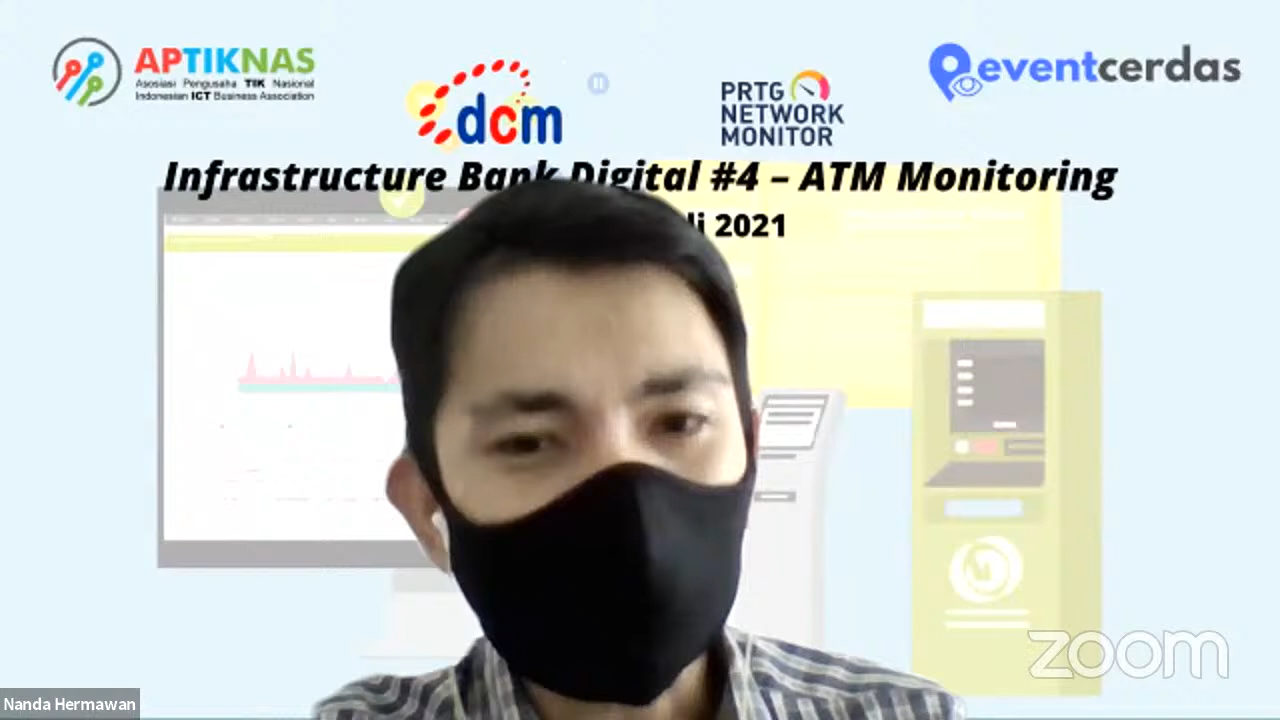 APTIKNAS
Asosiasi Pengusaha TIK Nasional
Indonesian ICT Business Association
dcm
PRTG
NETWORK
MONITOR
eventcerdas
Infrastructure Bank Digital #4 – ATM Monitoring
2021
zoom
Nanda Hermawan